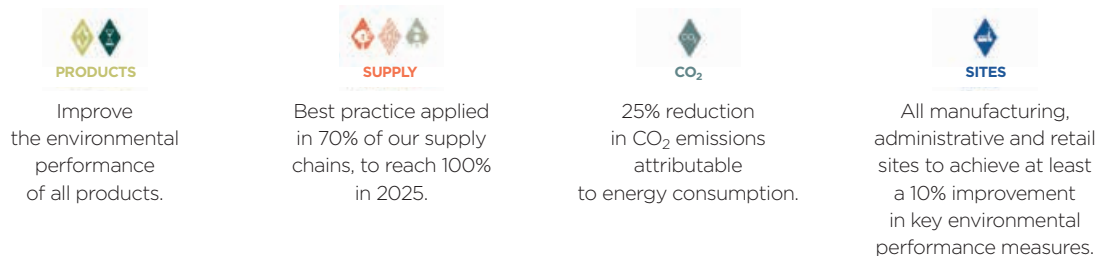 PRODUCTS
Improve
the environmental
performance
of all products.
SUPPLY
Best practice applied
in 70% of our supply
chains, to reach 100%
in 2025.
CO₂
CO₂
25% reduction
in CO₂ emissions
attributable
to energy consumption.
SITES
All manufacturing,
administrative and retail
sites to achieve at least
a 10% improvement
in key environmental
performance measures.